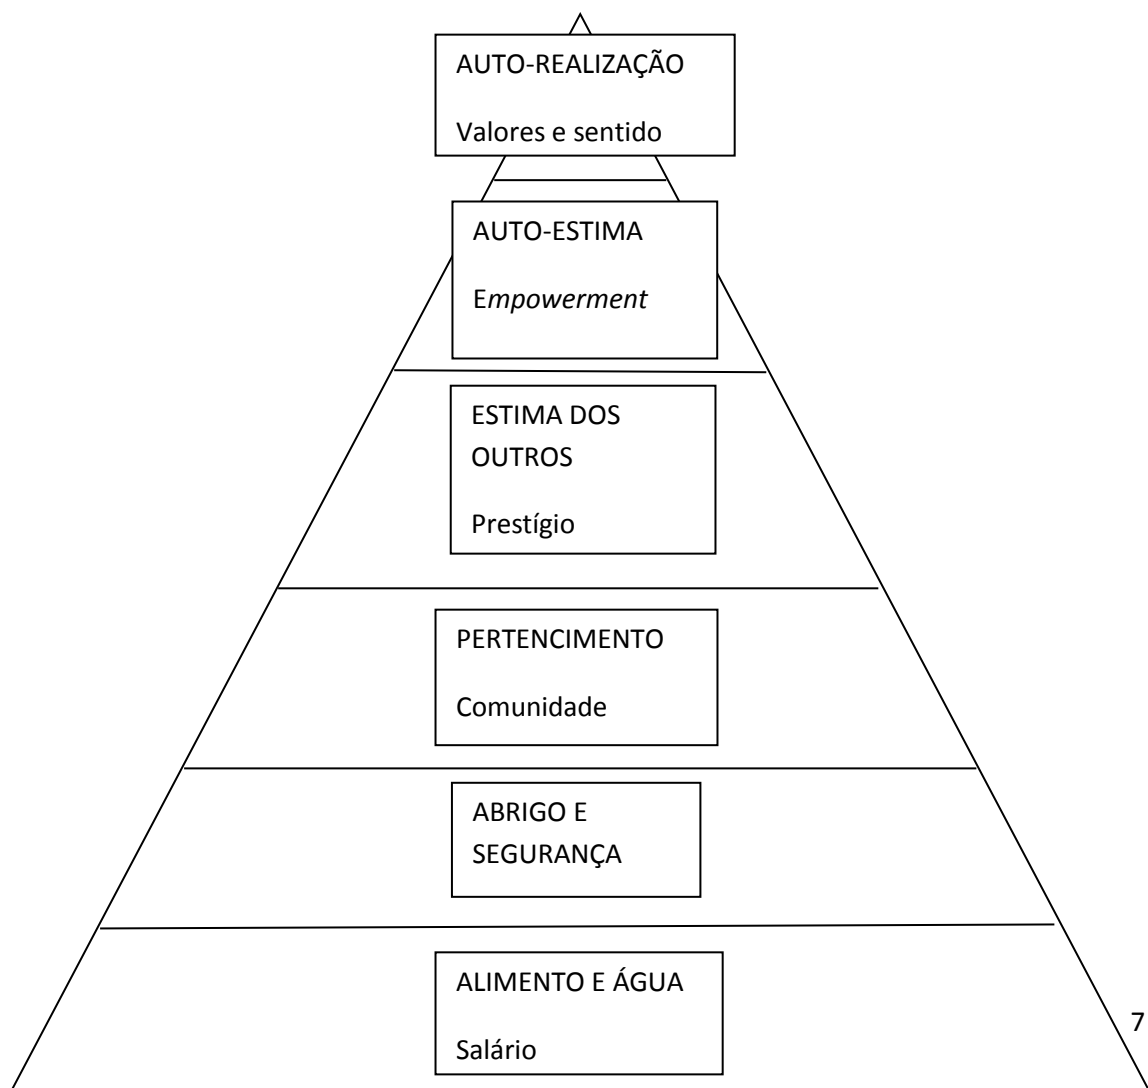 AUTO-REALIZAÇÃO
Valores e sentido
AUTO-ESTIMA
Empowerment
ESTIMA DOS
OUTROS
Prestígio
PERTENCIMENTO
Comunidade
ABRIGO E
SEGURANÇA
ALIMENTO E ÁGUA
Salário
7